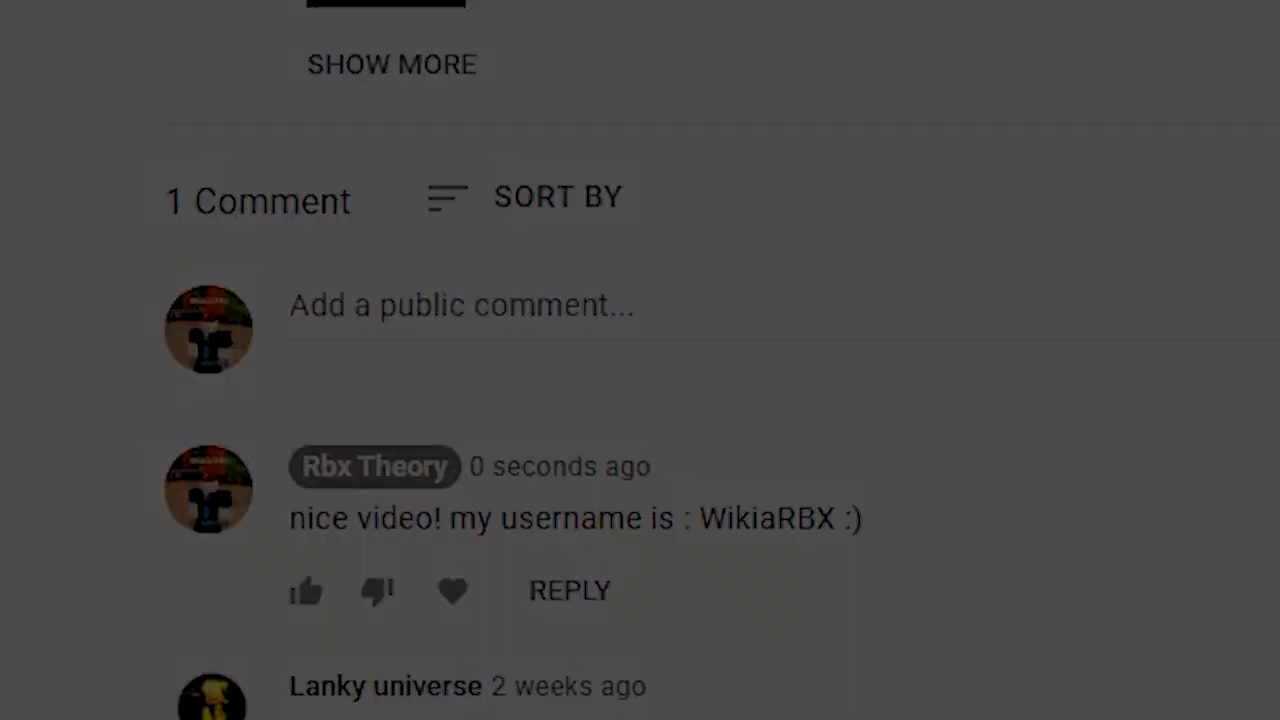 SHOW MORE
1 Comment
SORT BY
Add a public comment...
Rbx Theory 0 seconds ago
nice video! my username is : WikiaRBX :)
REPLY
Lanky universe 2 weeks ago